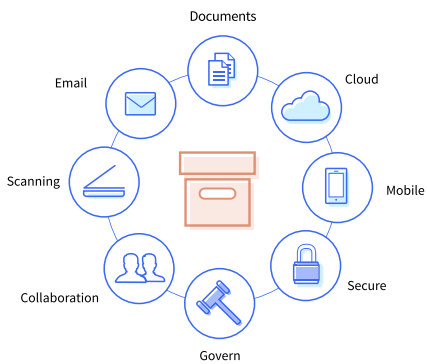 Documents
Email
Cloud
Scanning
Mobile
Collaboration
Secure
Govern